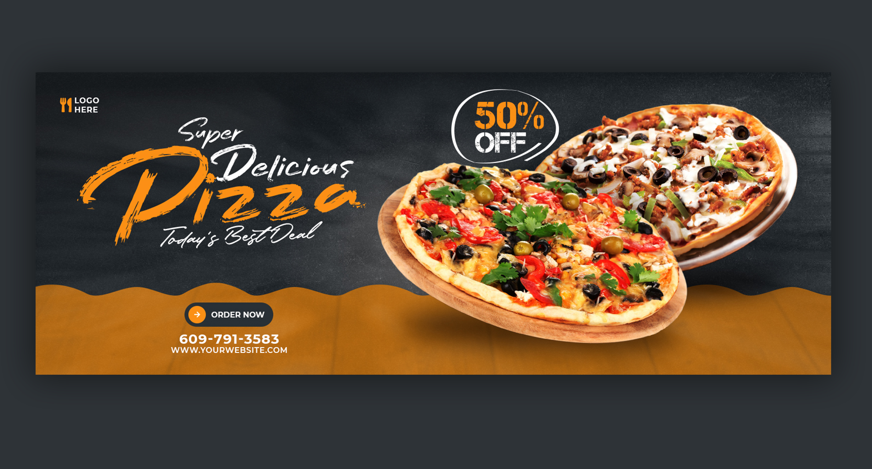 LOGO
HERE
Super
Delicious
Pizza
Today's Best Deal
50%
OFF
ORDER NOW
609-791-3583
WWW.YOURWEBSITE.COM